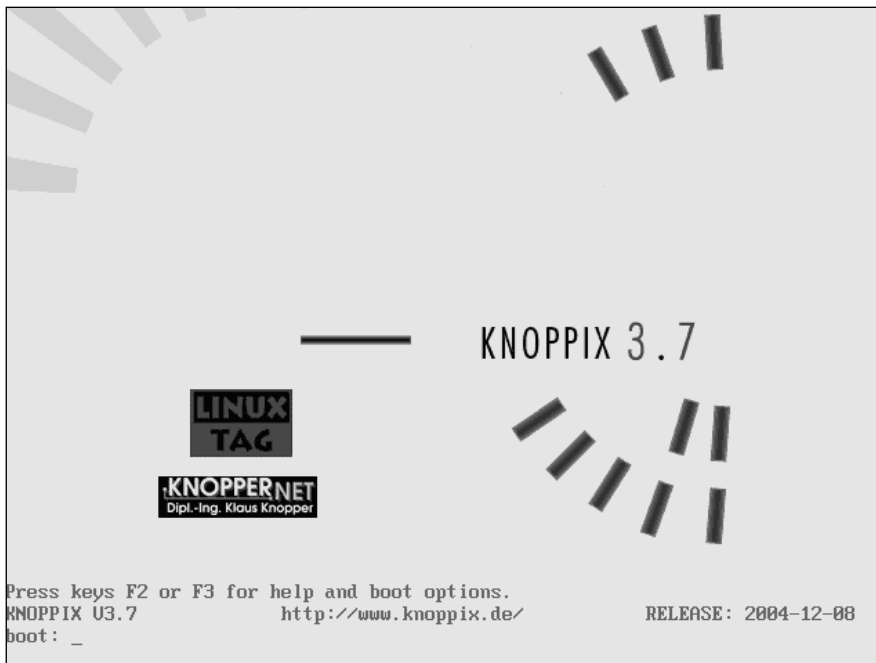 KNOPPIX 3.7
LINUX
TAG
KNOPPERNET
Dipl.-Ing. Klaus Knopper
Press keys F2 or F3 for help and boot options.
KNOPPIX V3.7 http://www.knoppix.de/ RELEASE: 2004-12-08
boot: _